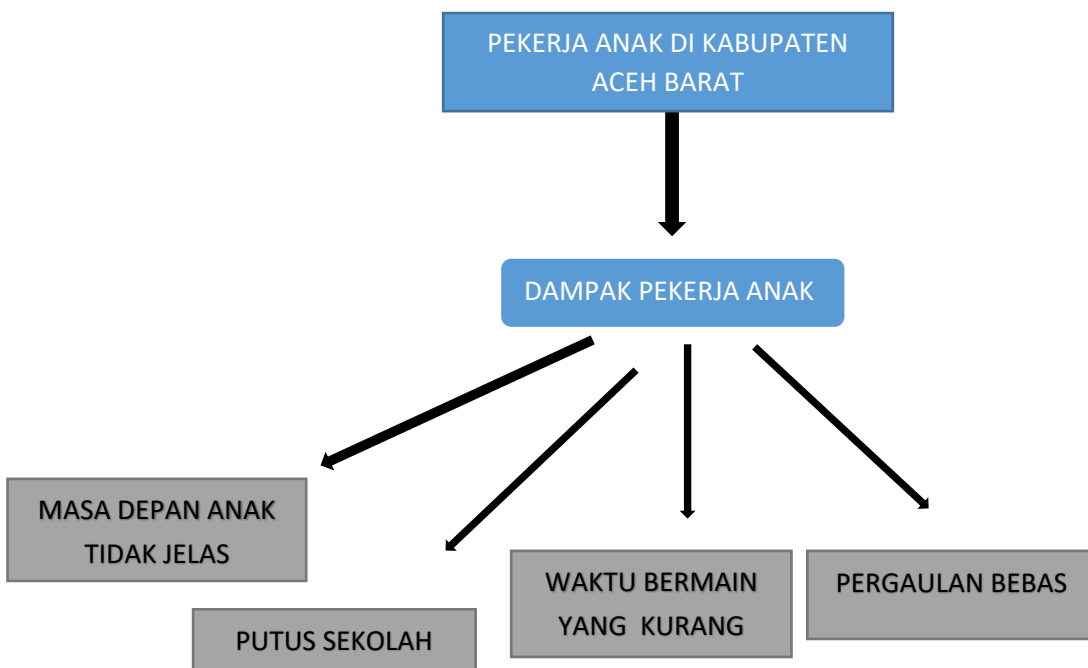 PEKERJA ANAK DI KABUPATEN
ACEH BARAT
DAMPAK PEKERJA ANAK
MASA DEPAN ANAK
TIDAK JELAS
PUTUS SEKOLAH
WAKTU BERMAIN
YANG KURANG
PERGAULAN BEBAS